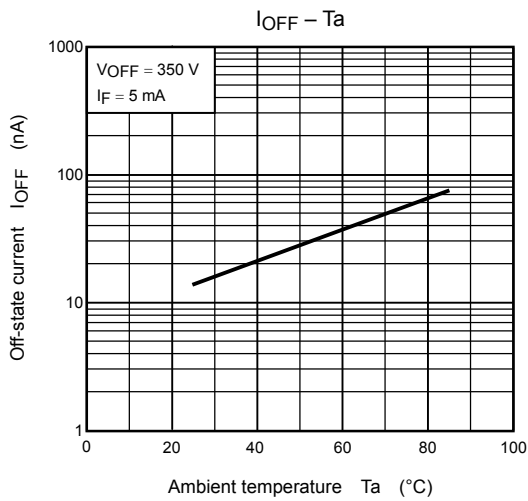 IOFF – Ta
VOFF = 350 V
IF = 5 mA
Off-state current IOFF (nA)
1000
100
10
1
0
20
40
60
80
100
Ambient temperature Ta (°C)